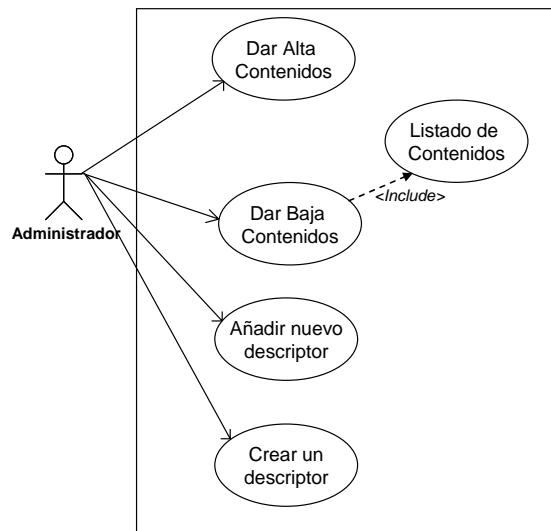 Dar Alta
Contenidos
Listado de
Contenidos
<Include>
Administrador
Dar Baja
Contenidos
Añadir nuevo
descriptor
Crear un
descriptor